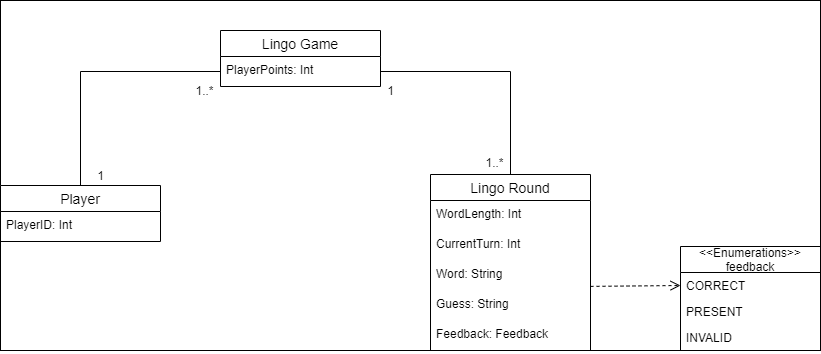 Lingo Game
PlayerPoints: Int
1..*
1
1
1..*
Player
PlayerID: Int
Lingo Round
WordLength: Int
CurrentTurn: Int
Word: String
Guess: String
Feedback: Feedback
<<Enumerations>>
feedback
CORRECT
PRESENT
INVALID